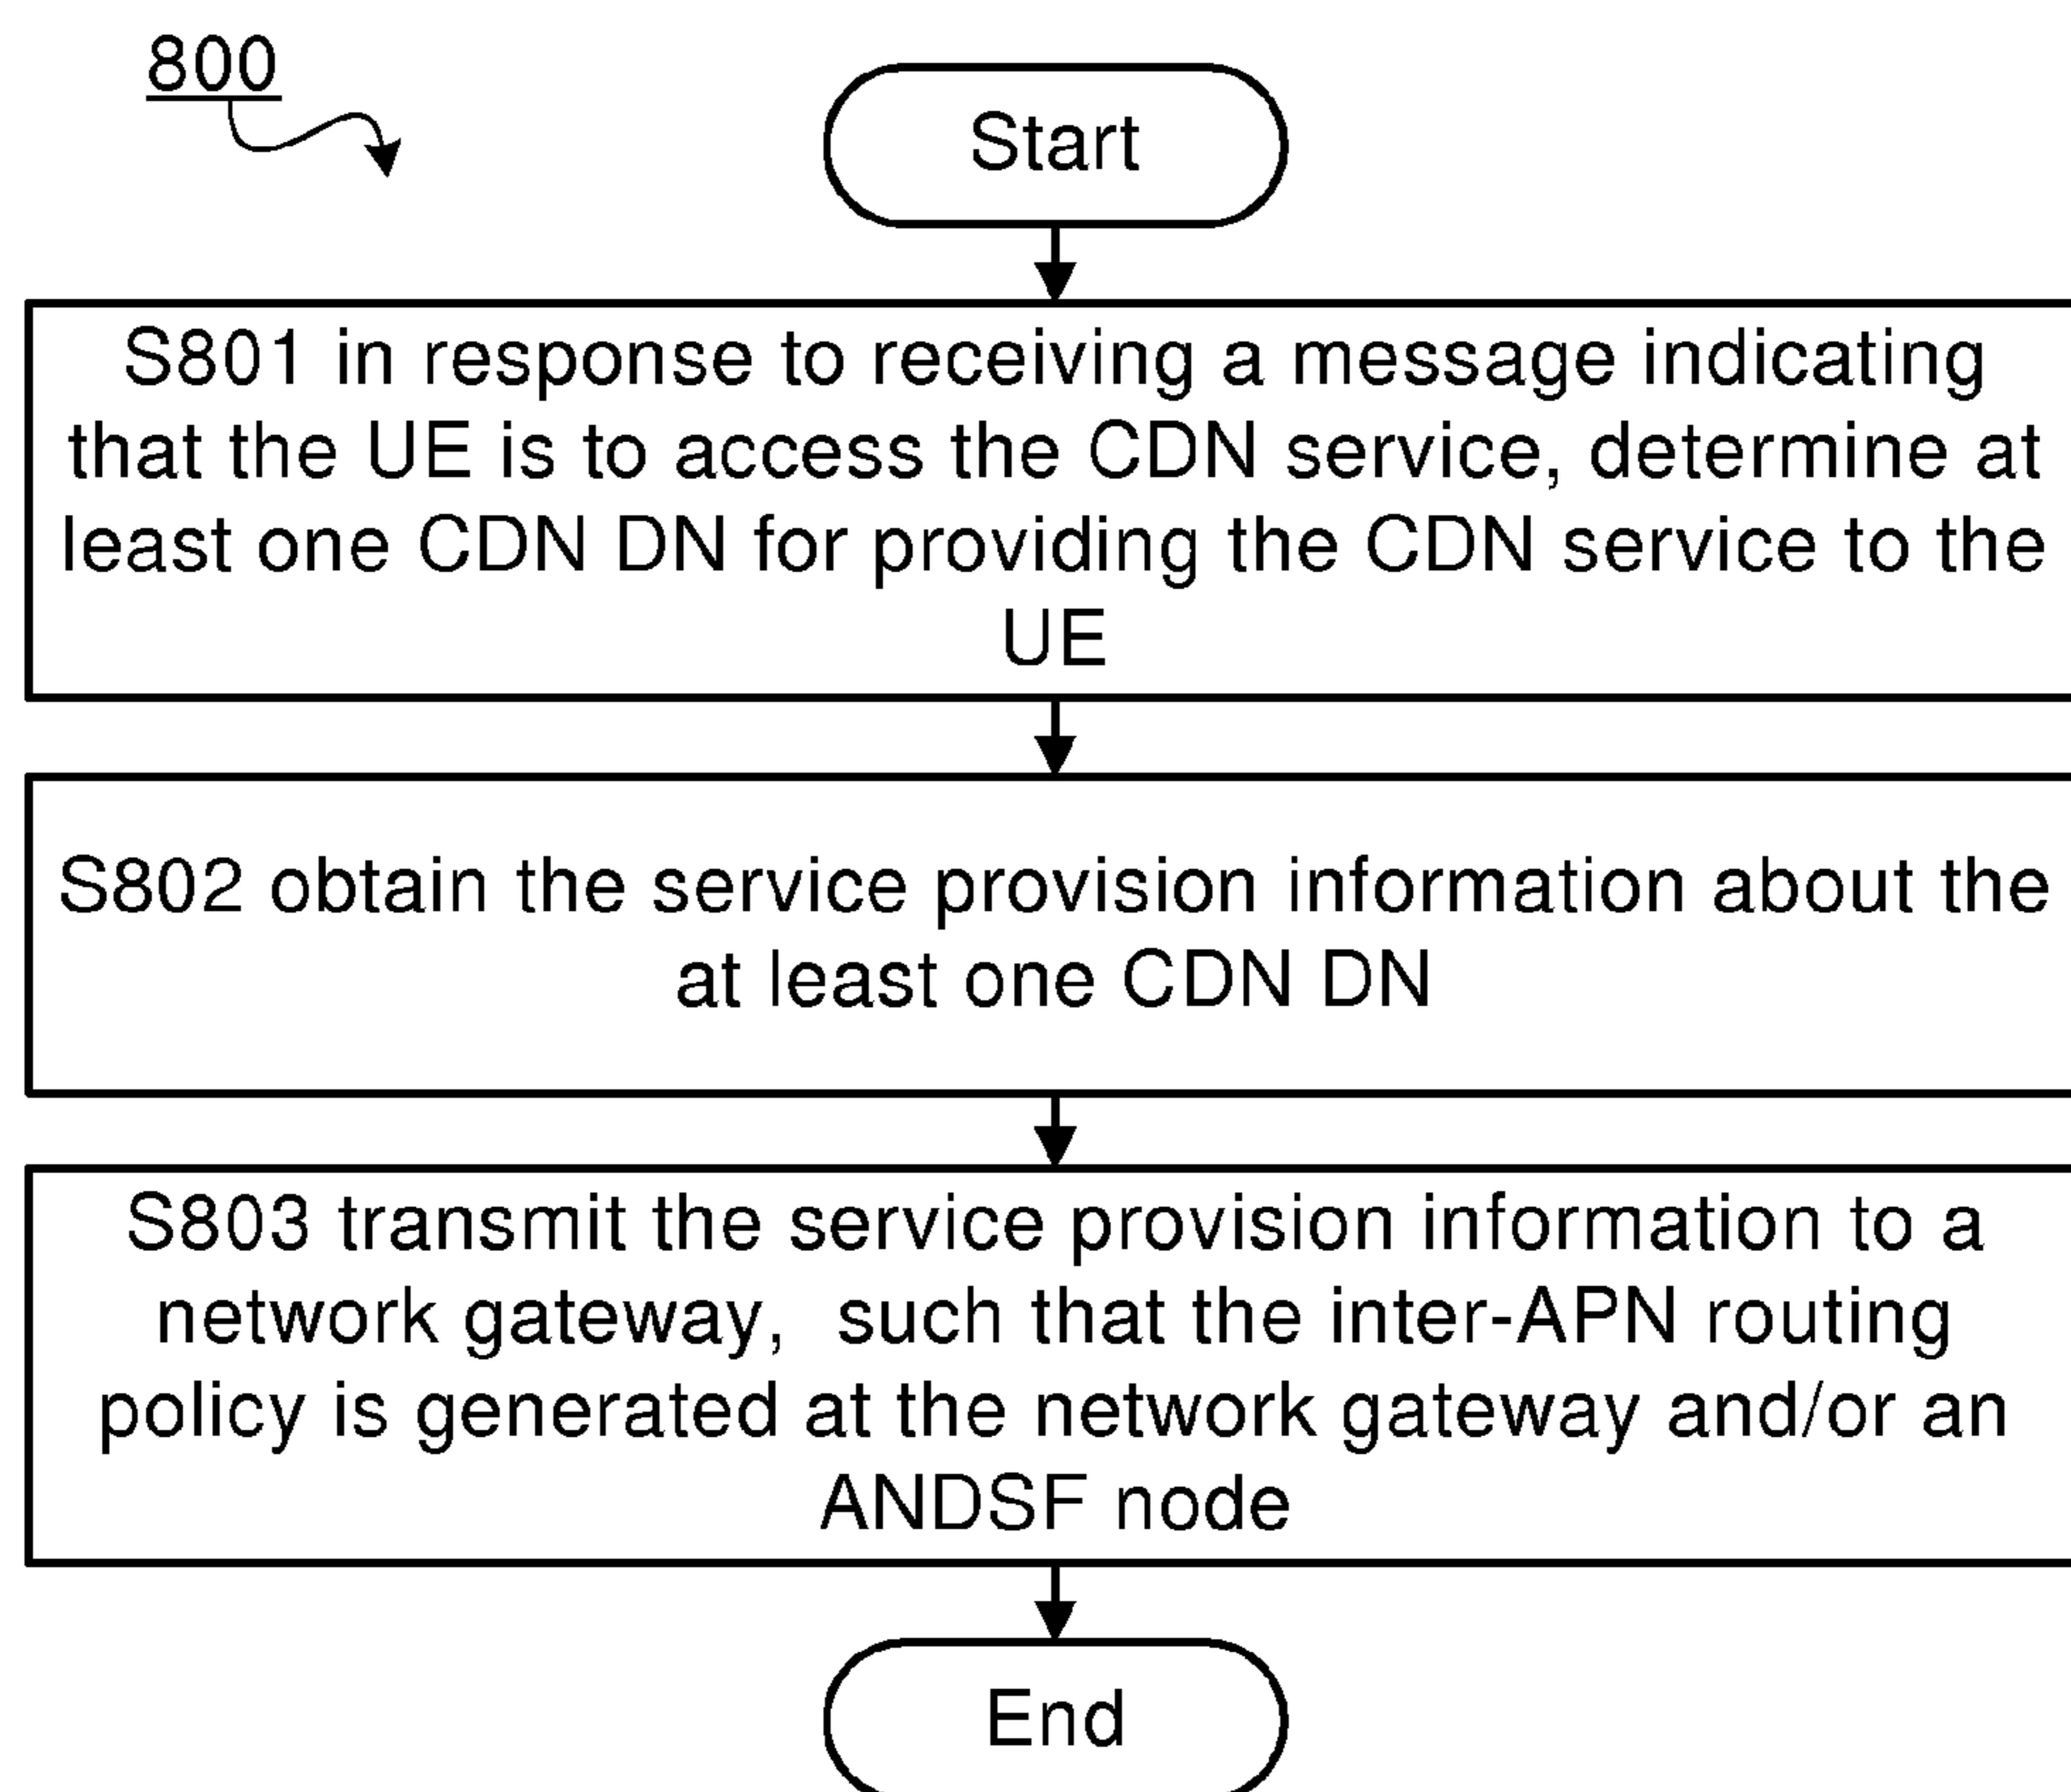 800
Start
S801 in response to receiving a message indicating
that the UE is to access the CDN service, determine at
least one CDN DN for providing the CDN service to the
UE
S802 obtain the service provision information about the
at least one CDN DN
S803 transmit the service provision information to a
network gateway, such that the inter-APN routing
policy is generated at the network gateway and/or an
ANDSF node
End